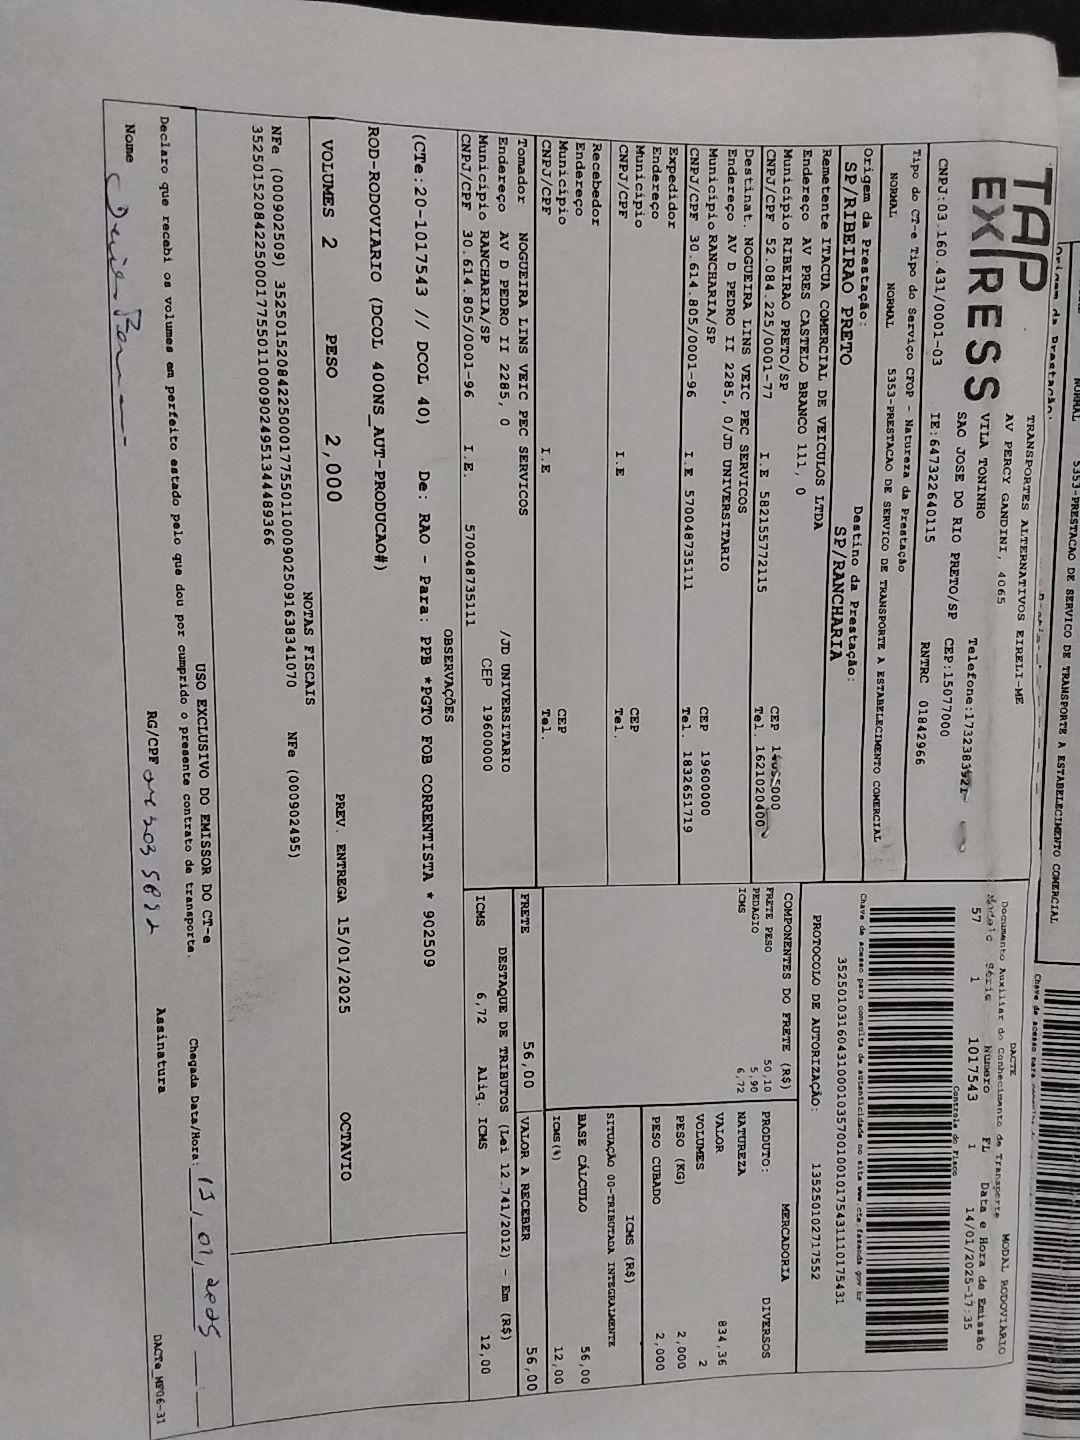 TAP
EXPRESS
TRANSPORTES ALTERNATIVOS EIRELI-ME
AV PERCY GANDINI, 4065
VILA TONINHO
SAO JOSE DO RIO PRETO/SP CEP:15077000
CNPJ:03.160.431/0001-03 IE:647322640115 RNTRC 01842966
DACTE MODAL RODOVIÁRIO
Documento Auxiliar do Conhecimento de Transporte
Modelo Série Número FL Data e Hora de Emissão
57 1 1017543 1 14/01/2025-17:35
Controle do Fisco
Chave de acesso para consulta de autenticidade no site www.cte.fazenda.gov.br
35250103160431000103570010010175431110175431
PROTOCOLO DE AUTORIZAÇÃO: 135250102717552
Tipo do CT-e Tipo do Serviço CFOP - Natureza da Prestação
NORMAL NORMAL 5353-PRESTACAO DE SERVICO DE TRANSPORTE A ESTABELECIMENTO COMERCIAL
Origem da Prestação: Destino da Prestação:
SP/RIBEIRAO PRETO SP/RANCHARIA
Remetente ITACUA COMERCIAL DE VEICULOS LTDA
Endereço AV PRES CASTELO BRANCO 111, 0
Município RIBEIRAO PRETO/SP CEP
CNPJ/CPF 52.084.225/0001-77 I.E 582155772115 Tel. 1621020400
Destinat. NOGUEIRA LINS VEIC PEC SERVICOS
Endereço AV D PEDRO II 2285, 0/JD UNIVERSITARIO
Município RANCHARIA/SP CEP 19600000
CNPJ/CPF 30.614.805/0001-96 I.E 570048735111 Tel. 1832651719
Expedidor
Endereço
Município CEP
CNPJ/CPF I.E Tel.
Recebedor
Endereço
Município CEP
CNPJ/CPF I.E Tel.
Tomador NOGUEIRA LINS VEIC PEC SERVICOS
Endereço AV D PEDRO II 2285, 0 /JD UNIVERSITARIO
Município RANCHARIA/SP CEP 19600000
CNPJ/CPF 30.614.805/0001-96 I.E. 570048735111
COMPONENTES DO FRETE (R$)
FRETE PESO 50,10
PEDAGIO 5,90
ICMS 6,72
MERCADORIA
PRODUTO: DIVERSOS
NATUREZA
VALOR 834,36
VOLUMES 2
PESO (KG) 2,000
PESO CUBADO 2,000
ICMS (R$)
SITUAÇÃO 00-TRIBUTADA INTEGRALMENTE
BASE CÁLCULO 56,00
ICMS(%) 12,00
FRETE 56,00 VALOR A RECEBER 56,00
DESTAQUE DE TRIBUTOS (Lei 12.741/2012) - Em (R$)
ICMS 6,72 Aliq. ICMS 12,00
OBSERVAÇÕES
(CTe:20-1017543 // DCOL 40) De: RAO - Para: PPB *PGTO FOB CORRENTISTA * 902509
ROD-RODOVIARIO (DCOL 400NS_AUT-PRODUCAO#)
VOLUMES 2 PESO 2,000 PREV. ENTREGA 15/01/2025 OCTAVIO
NOTAS FISCAIS
NFe (000902509) 35250152084225000177550110009025091638341070 NFe (000902495)
35250152084225000177550110009024951344489366
USO EXCLUSIVO DO EMISSOR DO CT-e
Declaro que recebi os volumes em perfeito estado pelo que dou por cumprido o presente contrato de transporte.
Chegada Data/Hora: 15/01/2025
Nome RG/CPF Assinatura
DACTe_MF06-31